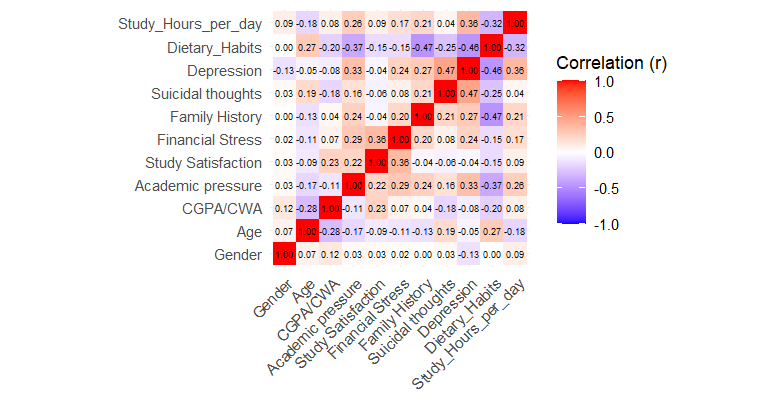 Study_Hours_per_day 0.09 -0.18 0.08 0.26 0.09 0.17 0.21 0.04 0.36 -0.32 1.00
Dietary_Habits 0.00 0.27 -0.20 -0.37 -0.15 -0.15 -0.47 -0.25 -0.46 1.00 -0.32
Depression -0.13 -0.05 -0.08 0.33 -0.04 0.24 0.27 0.47 1.00 -0.46 0.36
Suicidal thoughts 0.03 0.19 -0.18 0.16 -0.06 0.08 0.21 1.00 0.47 -0.25 0.04
Family History 0.00 -0.13 0.04 0.24 -0.04 0.20 1.00 0.21 0.27 -0.47 0.21
Financial Stress 0.02 -0.11 0.07 0.29 0.36 1.00 0.20 0.08 0.24 -0.15 0.17
Study Satisfaction 0.03 -0.09 0.23 0.22 1.00 0.36 -0.04 -0.06 -0.04 -0.15 0.09
Academic pressure 0.03 -0.17 -0.11 1.00 0.22 0.29 0.24 0.16 0.33 -0.37 0.26
CGPA/CWA 0.12 -0.28 1.00 -0.11 0.23 0.07 0.04 -0.18 -0.08 -0.20 0.08
Age 0.07 1.00 -0.28 -0.17 -0.09 -0.11 -0.13 0.19 -0.05 0.27 -0.18
Gender 1.00 0.07 0.12 0.03 0.03 0.02 0.00 0.03 -0.13 0.00 0.09
Gender
Age
CGPA/CWA
Academic pressure
Study Satisfaction
Financial Stress
Family History
Suicidal thoughts
Depression
Dietary_Habits
Study_Hours_per_day
Correlation (r)
1.0
0.5
0.0
-0.5
-1.0